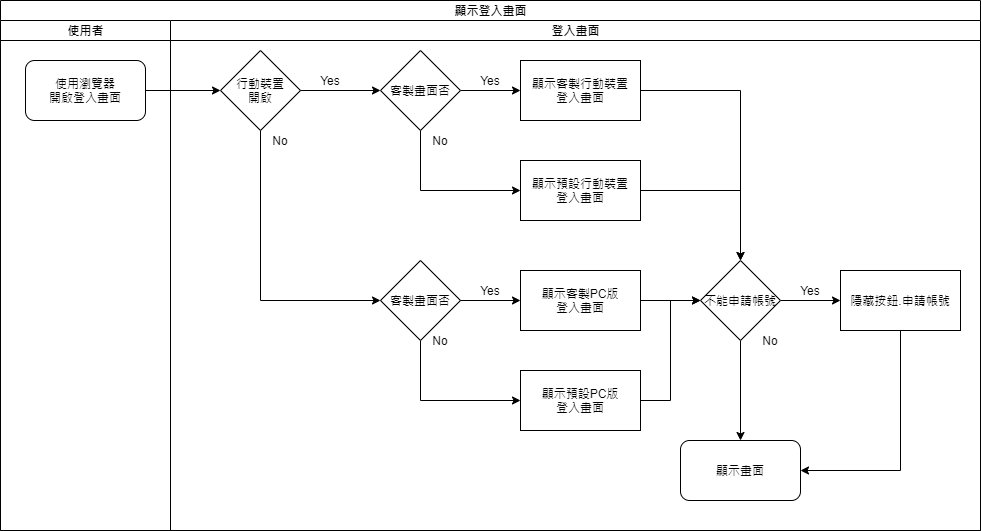 顯示登入畫面
使用者
登入畫面
使用瀏覽器
開啟登入畫面
行動裝置
開啟
Yes
客製畫面否
Yes
顯示客製行動裝置
登入畫面
No
No
顯示預設行動裝置
登入畫面
客製畫面否
Yes
顯示客製PC版
登入畫面
不能申請帳號
Yes
隱藏按鈕.申請帳號
No
No
顯示預設PC版
登入畫面
顯示畫面